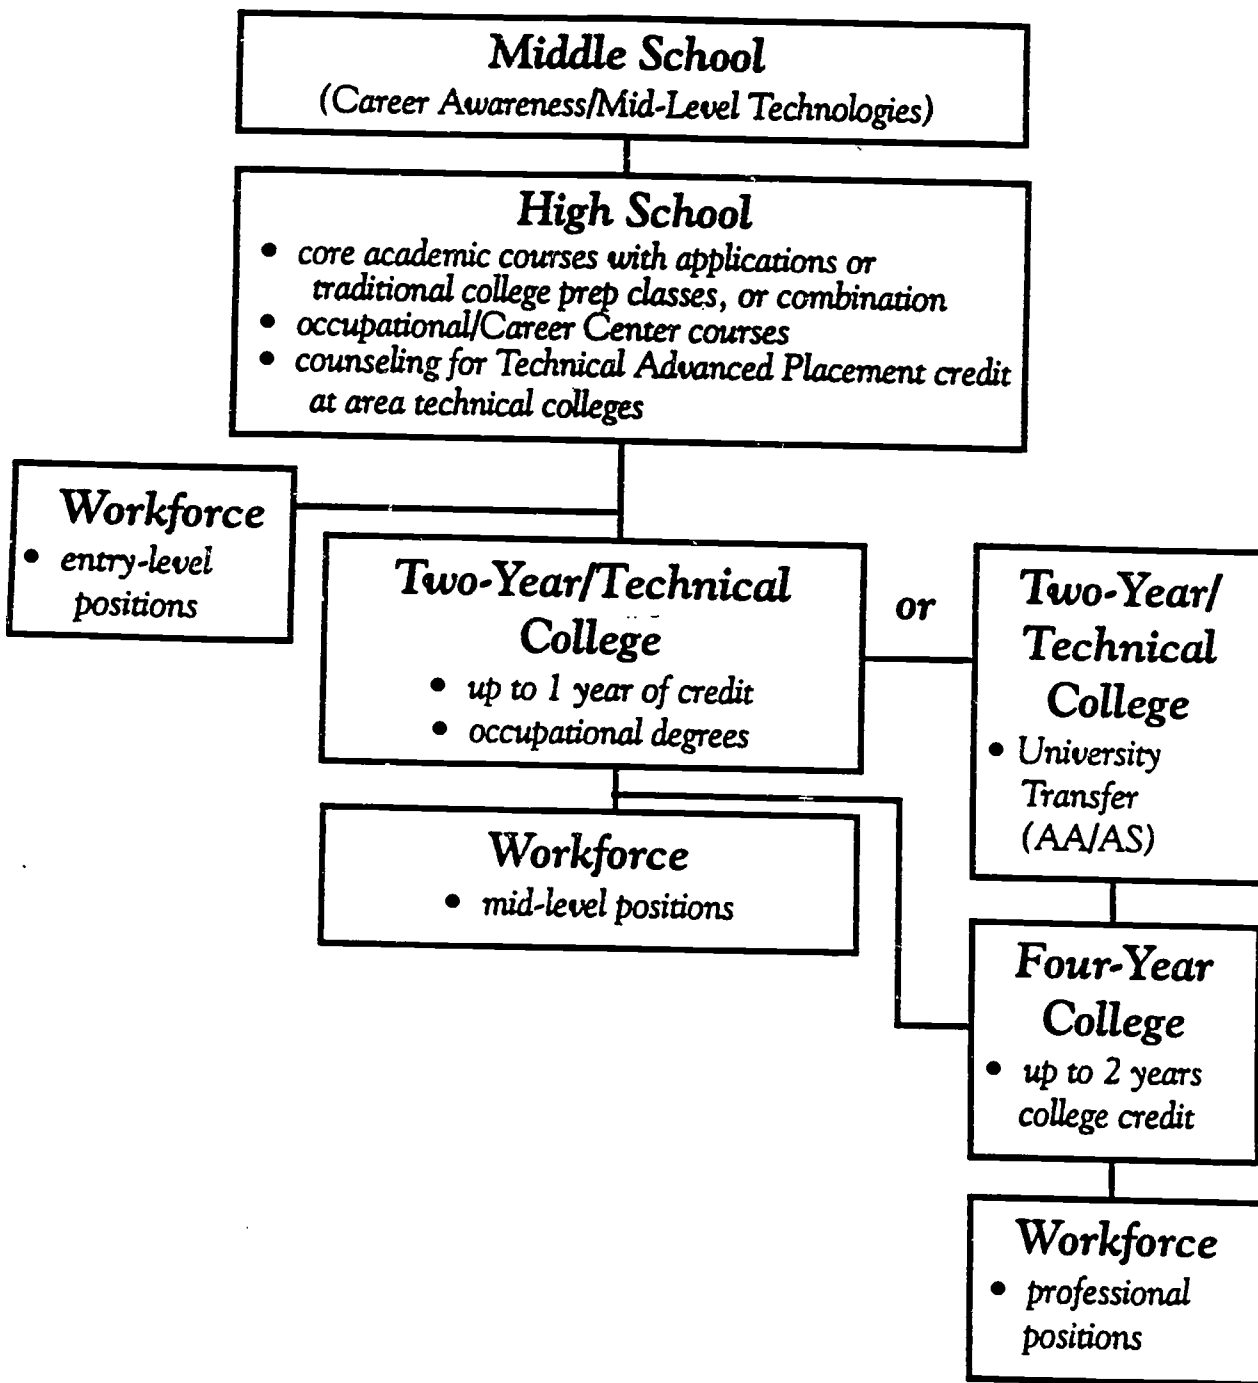 Middle School
(Career Awareness/Mid-Level Technologies)
High School
• core academic courses with applications or
traditional college prep classes, or combination
• occupational/Career Center courses
• counseling for Technical Advanced Placement credit
at area technical colleges
Workforce
• entry-level
positions
Two-Year/Technical
College
• up to 1 year of credit
• occupational degrees
or
Two-Year/
Technical
College
• University
Transfer
(AA/AS)
Workforce
• mid-level positions
Four-Year
College
• up to 2 years
college credit
Workforce
• professional
positions